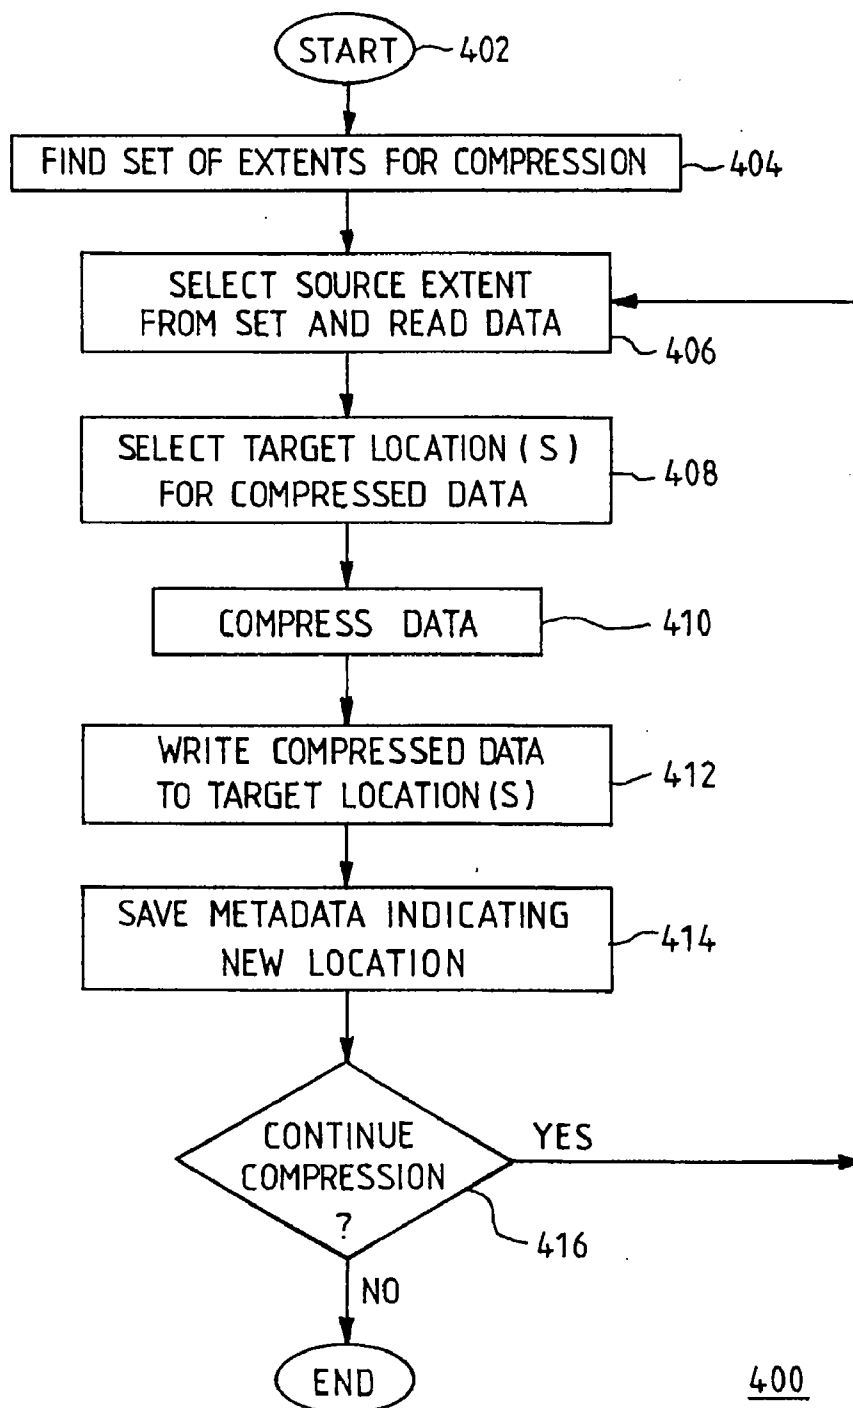 START
402
FIND SET OF EXTENTS FOR COMPRESSION
404
SELECT SOURCE EXTENT
FROM SET AND READ DATA
406
SELECT TARGET LOCATION (S)
FOR COMPRESSED DATA
408
COMPRESS DATA
410
WRITE COMPRESSED DATA
TO TARGET LOCATION (S)
412
SAVE METADATA INDICATING
NEW LOCATION
414
CONTINUE
COMPRESSION
?
YES
416
NO
END
400